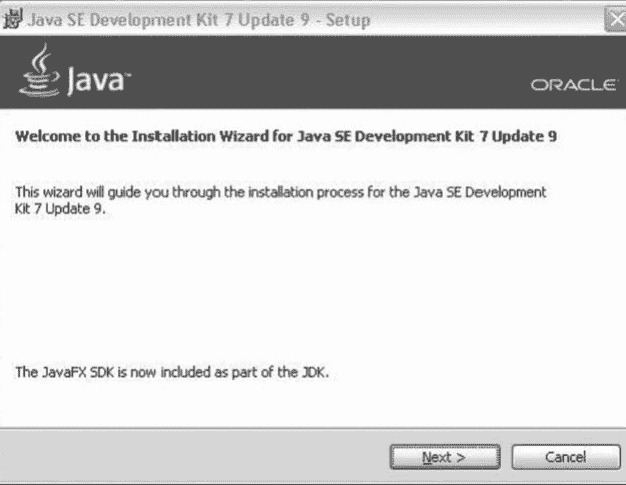 Java SE Development Kit 7 Update 9 - Setup
Java™
ORACLE
Welcome to the Installation Wizard for Java SE Development Kit 7 Update 9
This wizard will guide you through the installation process for the Java SE Development
Kit 7 Update 9.
The JavaFX SDK is now included as part of the JDK.
Next >
Cancel